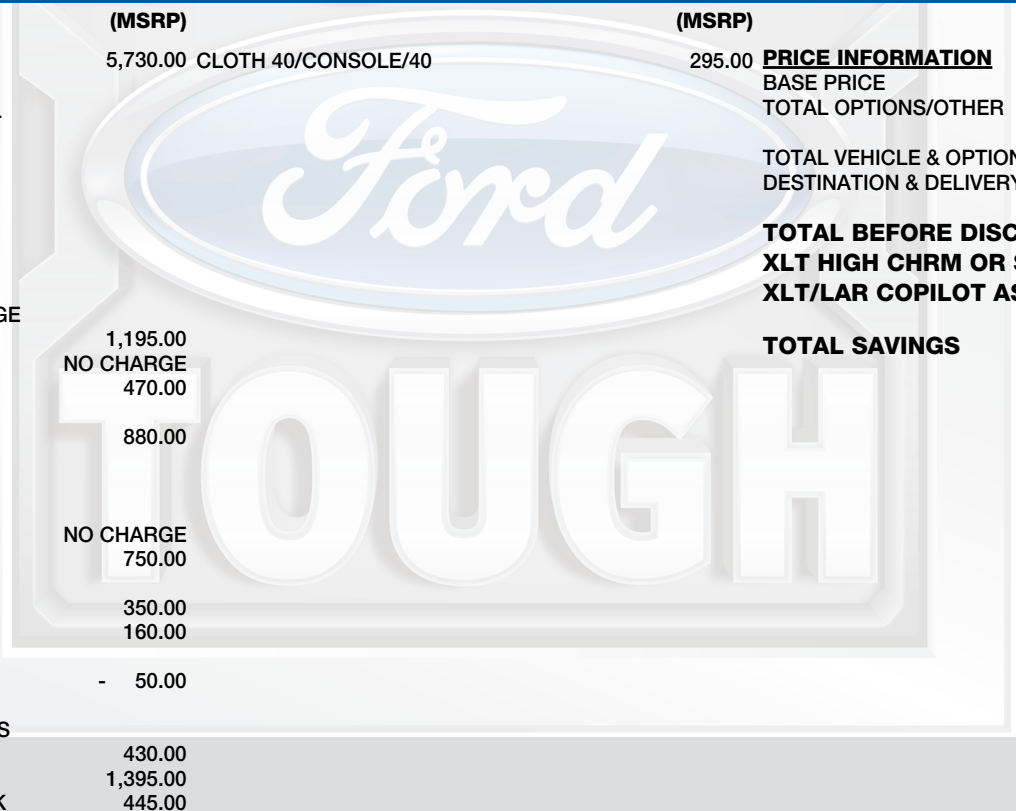 (MSRP) (MSRP)
5,730.00 CLOTH 40/CONSOLE/40 295.00 PRICE INFORMATION
BASE PRICE
TOTAL OPTIONS/OTHER
TOTAL VEHICLE & OPTION
DESTINATION & DELIVERY
TOTAL BEFORE DISC
XLT HIGH CHRM OR
XLT/LAR COPILOT AS
GE
1,195.00
TOTAL SAVINGS
NO CHARGE
470.00
880.00
NO CHARGE
750.00
350.00
160.00
- 50.00
S
430.00
1,395.00
K 445.00
Ford
TOUGH